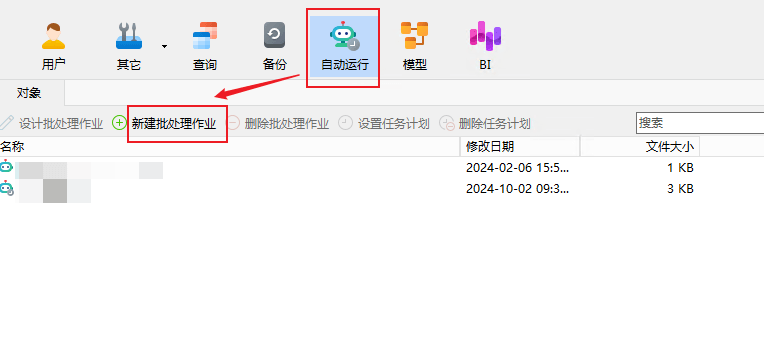 用户 其它 查询 备份 自动运行 模型 BI
对象
设计批处理作业 新建批处理作业 删除批处理作业 设置任务计划 删除任务计划 搜索
名称 修改日期 文件大小
2024-02-06 15:5... 1 KB
2024-10-02 09:3... 3 KB